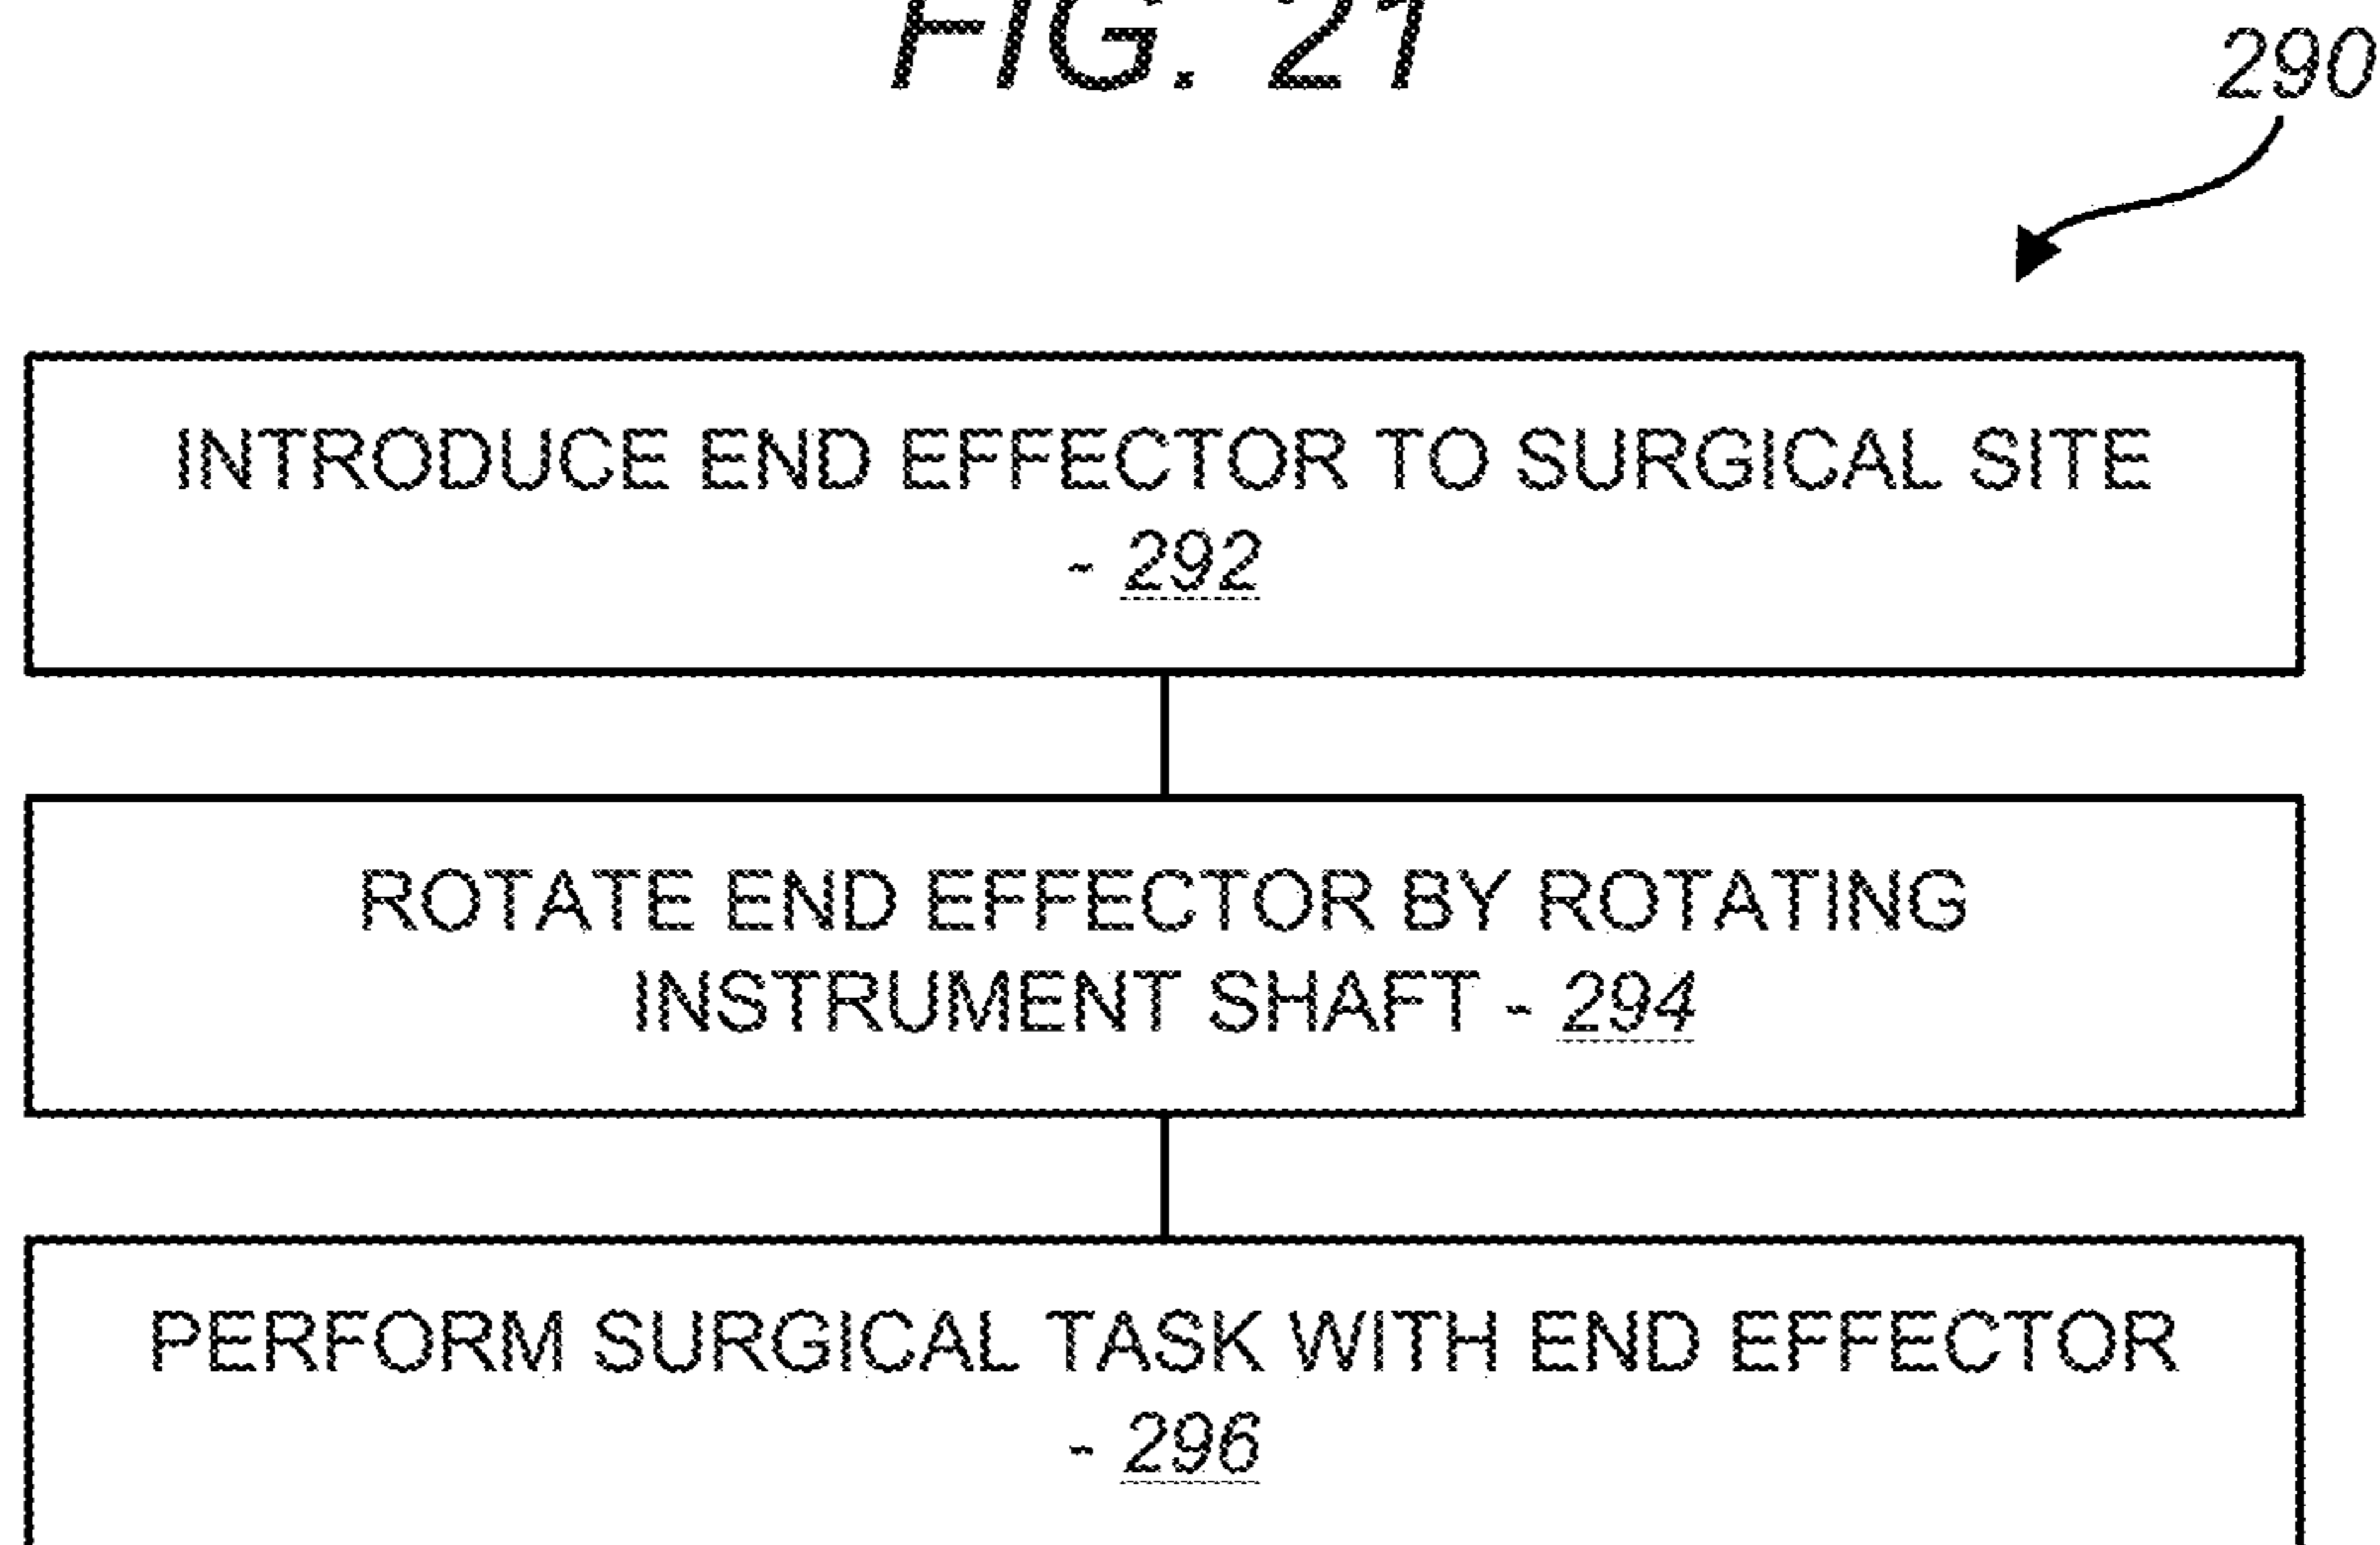 FIG. 21
290
INTRODUCE END EFFECTOR TO SURGICAL SITE
- 292
ROTATE END EFFECTOR BY ROTATING
INSTRUMENT SHAFT - 294
PERFORM SURGICAL TASK WITH END EFFECTOR
- 296